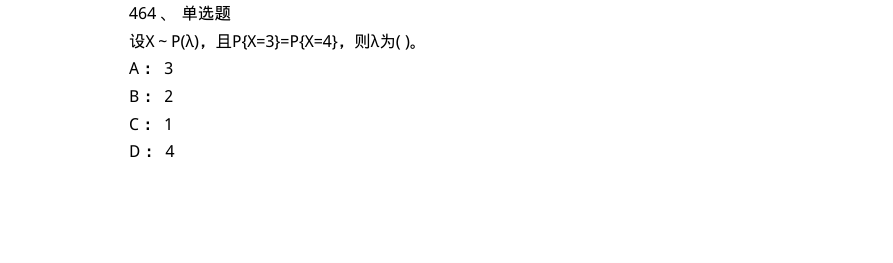 464 、 单选题
设X ~ P(λ)，且P{X=3}=P{X=4}，则λ为( )。
A： 3
B： 2
C： 1
D： 4